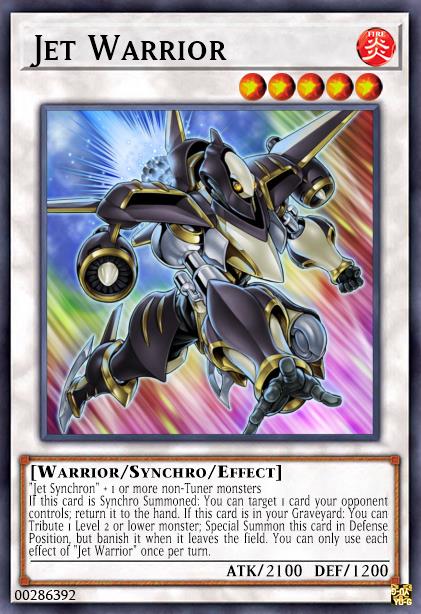 JET WARRIOR
FIRE
炎
[WARRIOR/SYNCHRO/EFFECT]
"Jet Synchron" + 1 or more non-Tuner monsters
If this card is Synchro Summoned: You can target 1 card your opponent
controls; return it to the hand. If this card is in your Graveyard: You can
Tribute 1 Level 2 or lower monster; Special Summon this card in Defense
Position, but banish it when it leaves the field. You can only use each
effect of "Jet Warrior" once per turn.
ATK/2100 DEF/1200
00286392